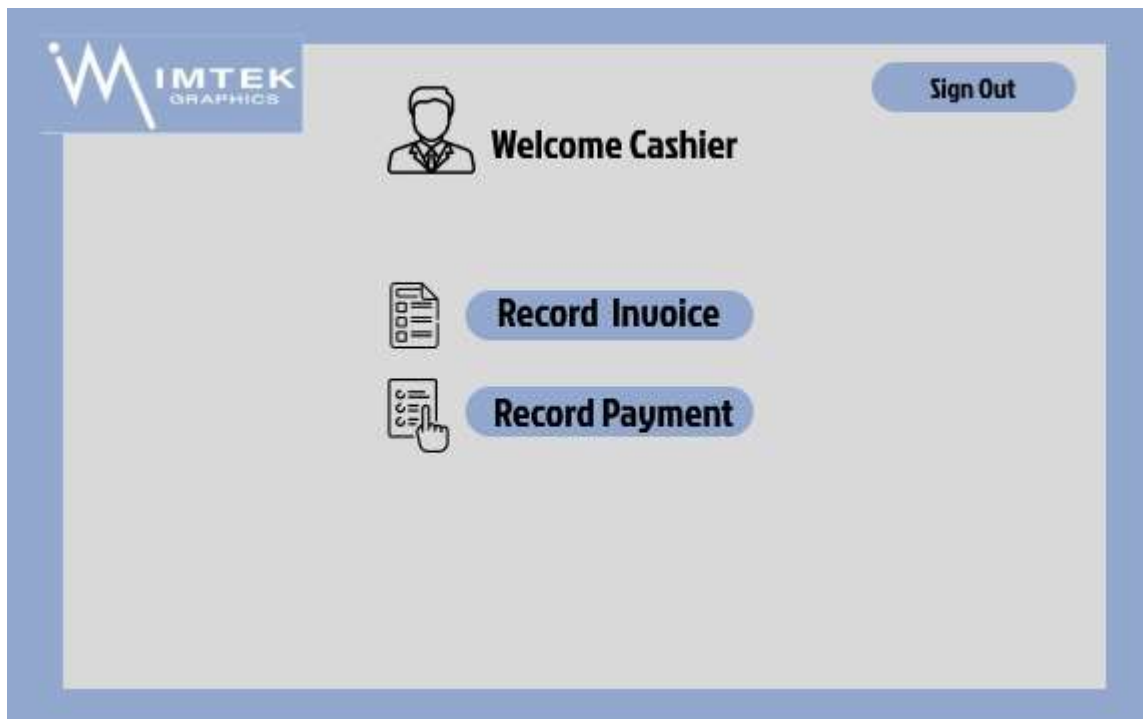 IMTEK
GRAPHICS
Sign Out
Welcome Cashier
Record Invoice
Record Payment